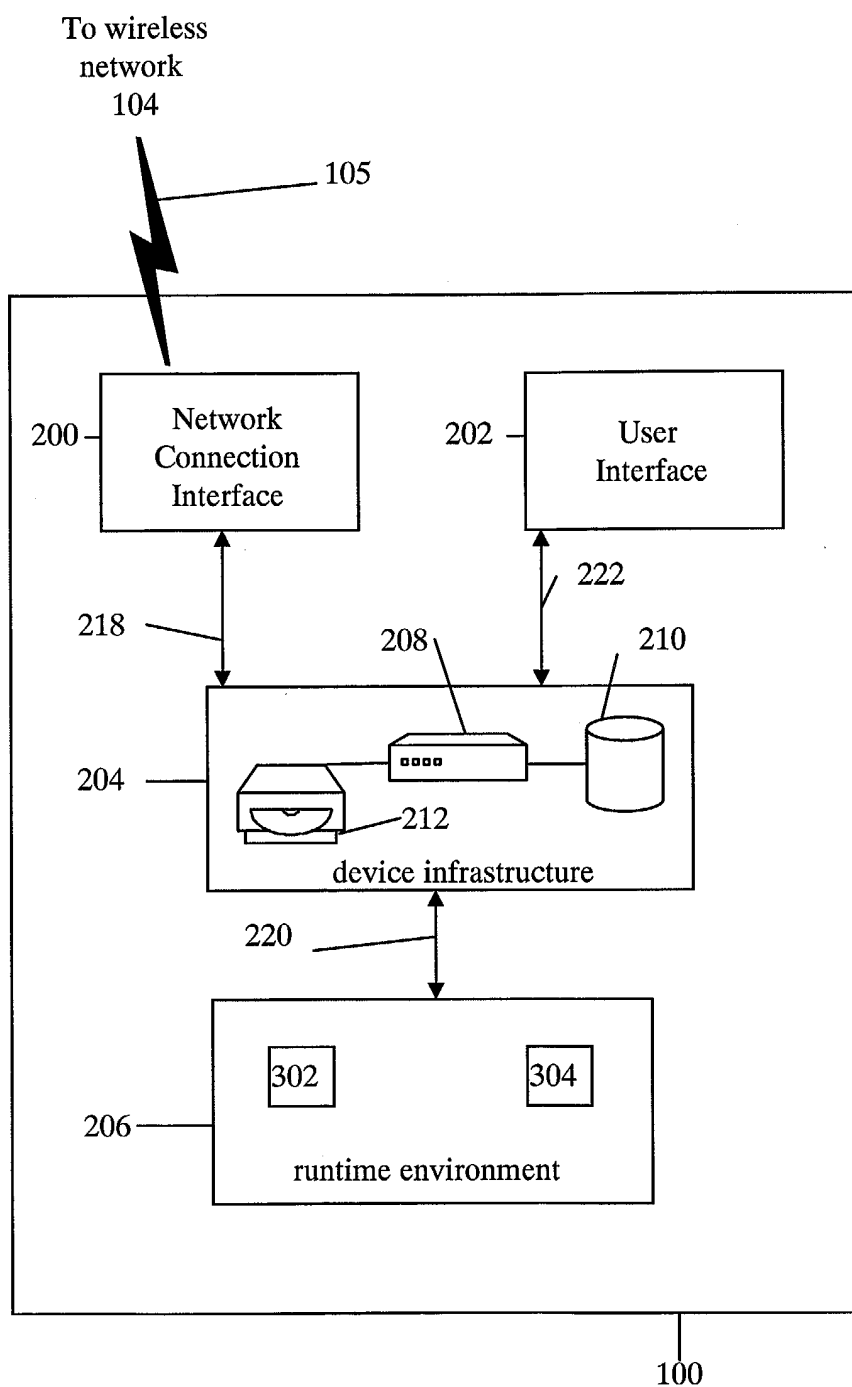 To wireless
network
104
105
200
Network
Connection
Interface
202
User
Interface
218
222
208
210
204
212
device infrastructure
220
302
304
206
runtime environment
100